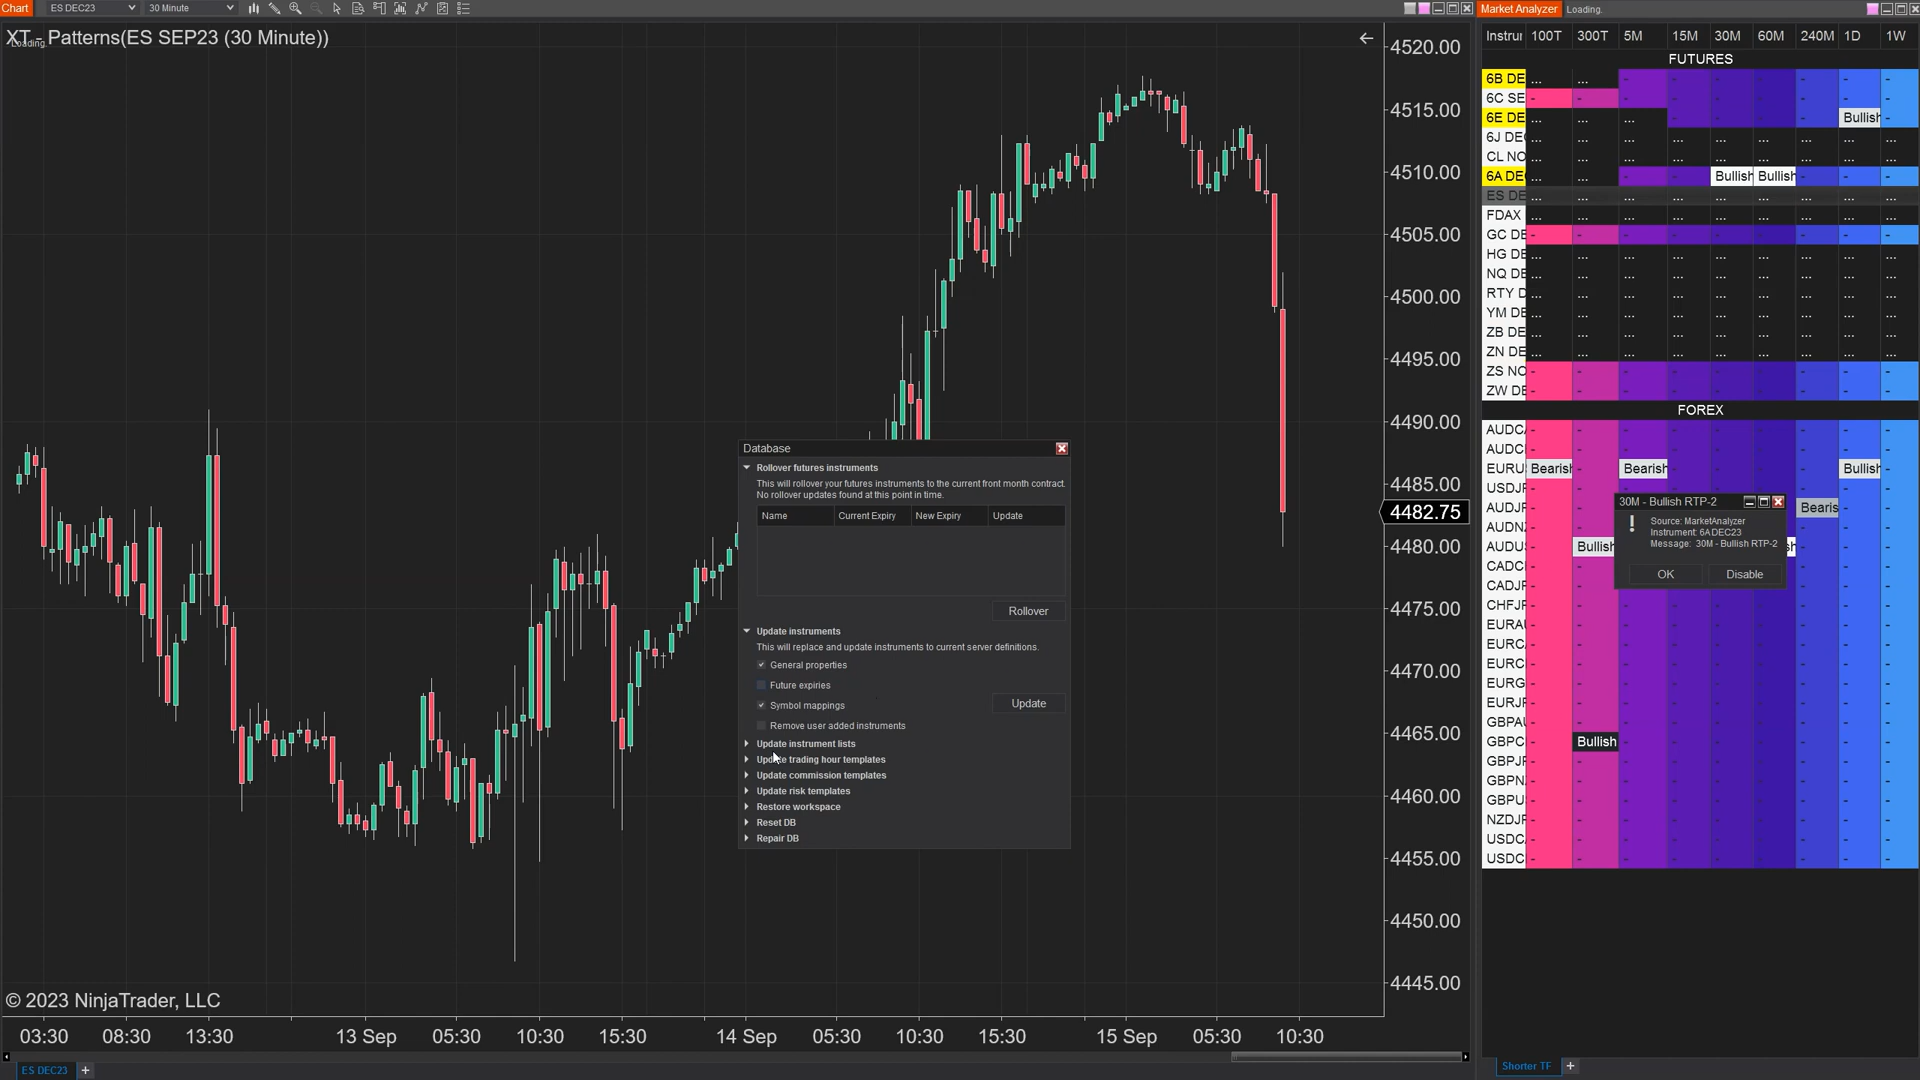 Chart ES DEC23 30 Minute
XT - Patterns(ES SEP23 (30 Minute))
Loading.
4520.00
4515.00
4510.00
4505.00
4500.00
4495.00
4490.00
4485.00
4482.75
4480.00
4475.00
4470.00
4465.00
4460.00
4455.00
4450.00
4445.00
© 2023 NinjaTrader, LLC
03:30 08:30 13:30 13 Sep 05:30 10:30 15:30 14 Sep 05:30 10:30 15:30 15 Sep 05:30 10:30
ES DEC23 +
Database
Rollover futures instruments
This will rollover your futures instruments to the current front month contract.
No rollover updates found at this point in time.
Name Current Expiry New Expiry Update
Rollover
Update instruments
This will replace and update instruments to current server definitions.
General properties
Future expiries
Symbol mappings
Update
Remove user added instruments
Update instrument lists
Update trading hour templates
Update commission templates
Update risk templates
Restore workspace
Reset DB
Repair DB
Market Analyzer Loading.
Instrur 100T 300T 5M 15M 30M 60M 240M 1D 1W
FUTURES
6B DE ... ... - - - - - - -
6C SE - - - - - - - - -
6E DE ... ... ... - - - - Bullish -
6J DE ... ... ... ... ... ... ... ... ...
CL NO ... ... ... ... ... ... ... ... ...
6A DE ... ... - - Bullish Bullish - - -
ES DE ... ... ... ... ... ... ... ... ...
FDAX ... ... ... ... ... ... ... ... ...
GC DE - - - - - - - - -
HG DE ... ... ... ... ... ... ... ... ...
NQ DE ... ... ... ... ... ... ... ... ...
RTY D ... ... ... ... ... ... ... ... ...
YM DE ... ... ... ... ... ... ... ... ...
ZB DE ... ... ... ... ... ... ... ... ...
ZN DE ... ... ... ... ... ... ... ... ...
ZS NO - - - - - - - - -
ZW DE - - - - - - - - -
FOREX
AUDC
AUDC
EURU Bearish Bearish Bullish
USDJF
AUDJF Bearis
AUDN
AUDU Bullish
CADC
CADJF
CHFJF
EURA
EURC
EURC
EURG
EURJF
GBPA
GBPC Bullish
GBPJF
GBPN
GBPU
NZDJF
USDC
USDC
30M - Bullish RTP-2
Source: MarketAnalyzer
Instrument: 6A DEC23
Message: 30M - Bullish RTP-2
OK Disable
Shorter TF +